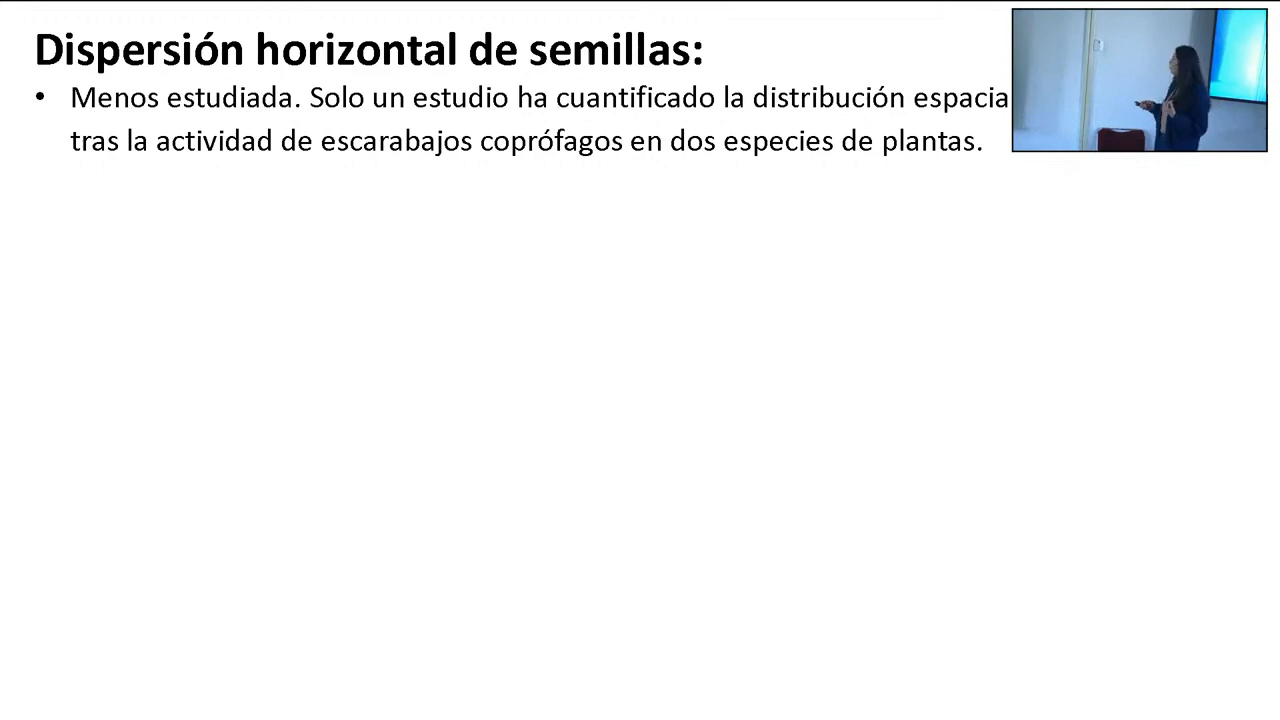 Dispersión horizontal de semillas:
• Menos estudiada. Solo un estudio ha cuantificado la distribución espacia
tras la actividad de escarabajos coprófagos en dos especies de plantas.